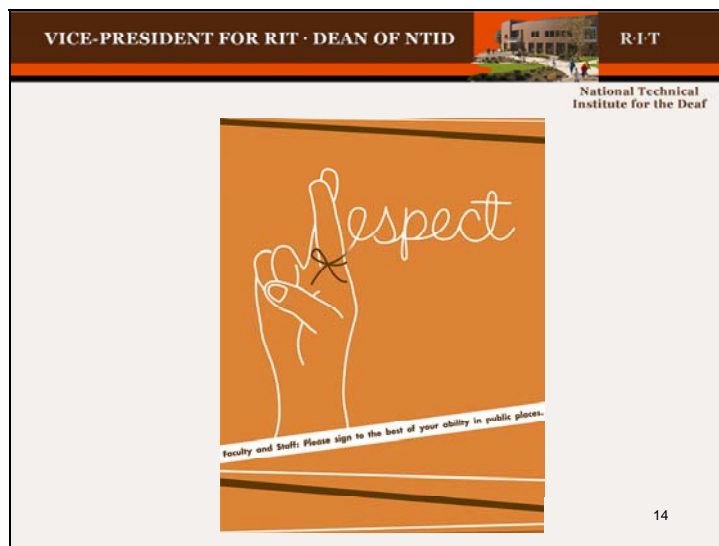 VICE-PRESIDENT FOR RIT · DEAN OF NTID
R·I·T
National Technical
Institute for the Deaf
espect
Faculty and Staff: Please sign to the best of your ability in public places.
14